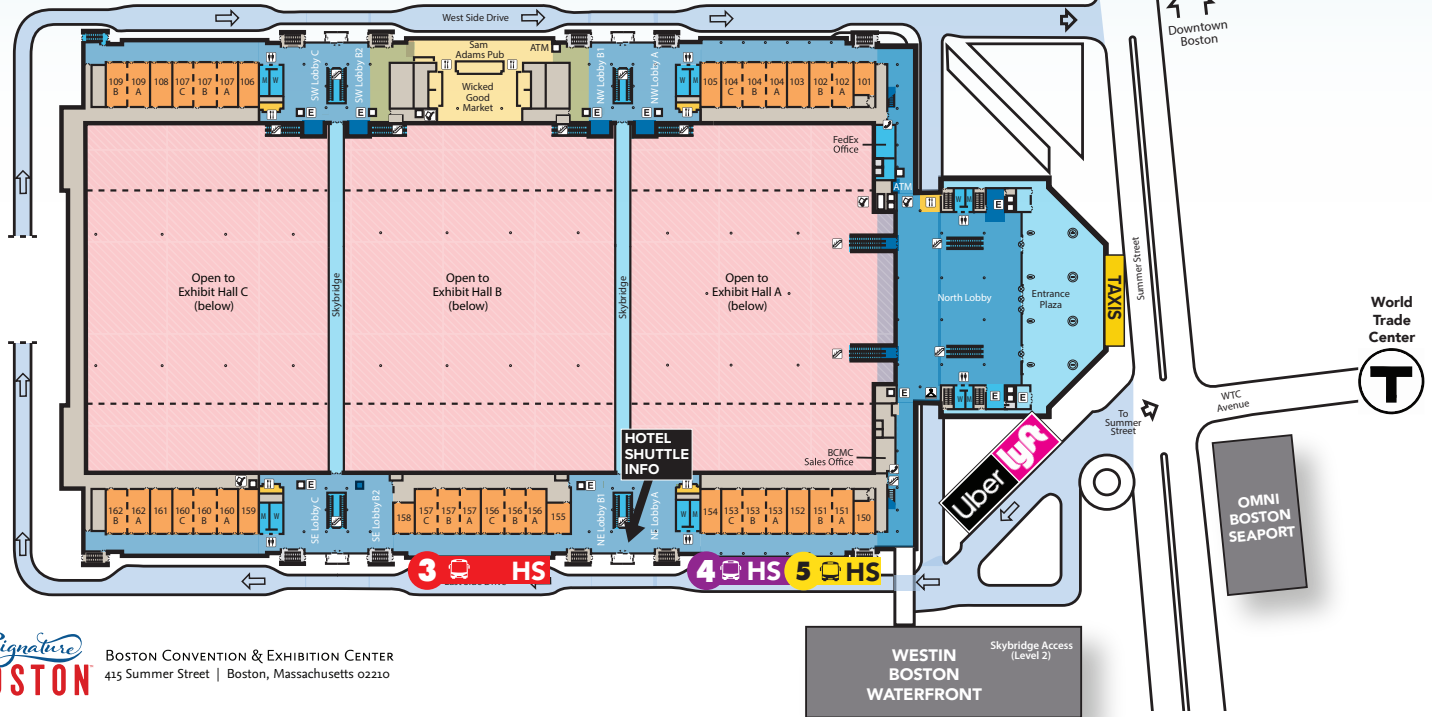 West Side Drive
Downtown
Boston
SW Lobby C
SW Lobby B2
Sam
Adams Pub
ATM
Wicked
Good
Market
NW Lobby B1
NW Lobby A
109
B
109
A
108
107
C
107
B
107
A
106
M W
W M
105
104
C
104
B
104
A
103
102
B
102
A
101
E
E
E
E
FedEx
Office
ATM
W M
E
Open to
Exhibit Hall C
(below)
Skybridge
Open to
Exhibit Hall B
(below)
Skybridge
Open to
Exhibit Hall A
(below)
North Lobby
Entrance
Plaza
TAXIS
Summer Street
World
Trade
Center
T
WTC
Avenue
To
Summer
Street
E
W M
E
E
HOTEL
SHUTTLE
INFO
BCMC
Sales Office
Uber
lyft
OMNI
BOSTON
SEAPORT
162
B
162
A
161
160
C
160
B
160
A
159
M W
E
SE Lobby C
SE Lobby B2
158
157
C
157
B
157
A
156
C
156
B
156
A
155
E
NE Lobby B1
NE Lobby A
W M
154
153
C
153
B
153
A
152
151
B
151
A
150
3 HS
4 HS
5 HS
Signature
BOSTON
BOSTON CONVENTION & EXHIBITION CENTER
415 Summer Street | Boston, Massachusetts 02210
WESTIN
BOSTON
WATERFRONT
Skybridge Access
(Level 2)